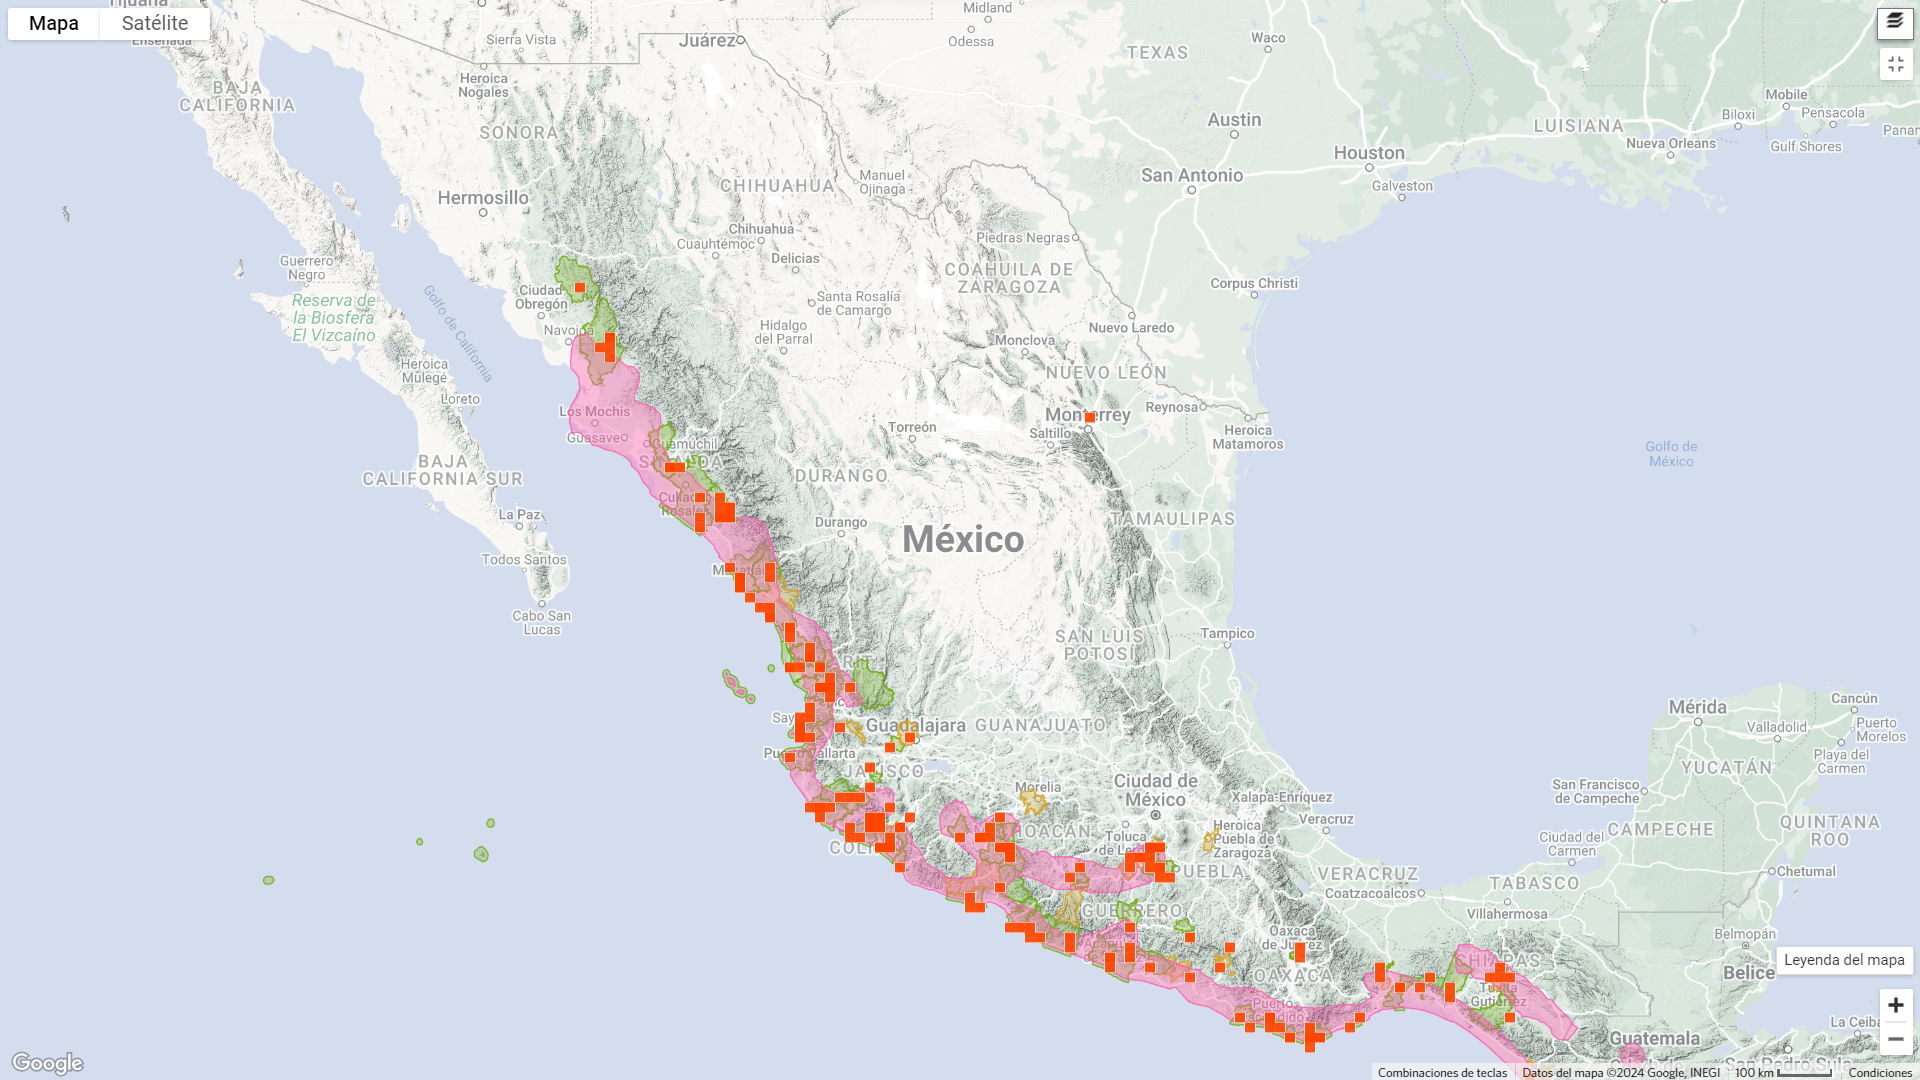 Mapa
Satélite
Ensenada
BAJA
CALIFORNIA
Sierra Vista
Juárez
Midland
Odessa
TEXAS
Waco
Heroica
Nogales
SONORA
Hermosillo
CHIHUAHUA
Manuel
Ojinaga
Chihuahua
Cuauhtémoc
Delicias
Austin
San Antonio
Houston
Galveston
LUISIANA
Mobile
Biloxi
Pensacola
Nueva Orleans
Gulf Shores
Guerrero
Negro
Reserva de
la Biosfera
El Vizcaíno
Golfo de California
Ciudad
Obregón
Navojoa
Piedras Negras
COAHUILA DE
ZARAGOZA
Corpus Christi
Santa Rosalía
de Camargo
Hidalgo
del Parral
Nuevo Laredo
Monclova
Heroica
Mulegé
Loreto
NUEVO LEÓN
Los Mochis
Guasave
Guamúchil
Monterrey
Reynosa
Saltillo
Torreón
Heroica
Matamoros
Golfo de
México
BAJA
CALIFORNIA SUR
DURANGO
La Paz
Durango
México
TAMAULIPAS
Todos Santos
Cabo San
Lucas
SAN LUIS
POTOSÍ
Tampico
Guadalajara
GUANAJUATO
JALISCO
Morelia
Ciudad de
México
Xalapa-Enríquez
Veracruz
Toluca
Heroica
Puebla de
Zaragoza
PUEBLA
GUERRERO
VERACRUZ
Coatzacoalcos
TABASCO
Villahermosa
Mérida
Cancún
Valladolid
Puerto
Morelos
Playa del
Carmen
YUCATÁN
San Francisco
de Campeche
CAMPECHE
QUINTANA
ROO
Ciudad del
Carmen
Chetumal
Oaxaca
de Juárez
OAXACA
Puerto
CHIAPAS
Tuxtla
Gutiérrez
Belmopán
Belice
Leyenda del mapa
La Ceiba
Guatemala
San Pedro Sula
Google
Combinaciones de teclas
Datos del mapa ©2024 Google, INEGI
100 km
Condiciones